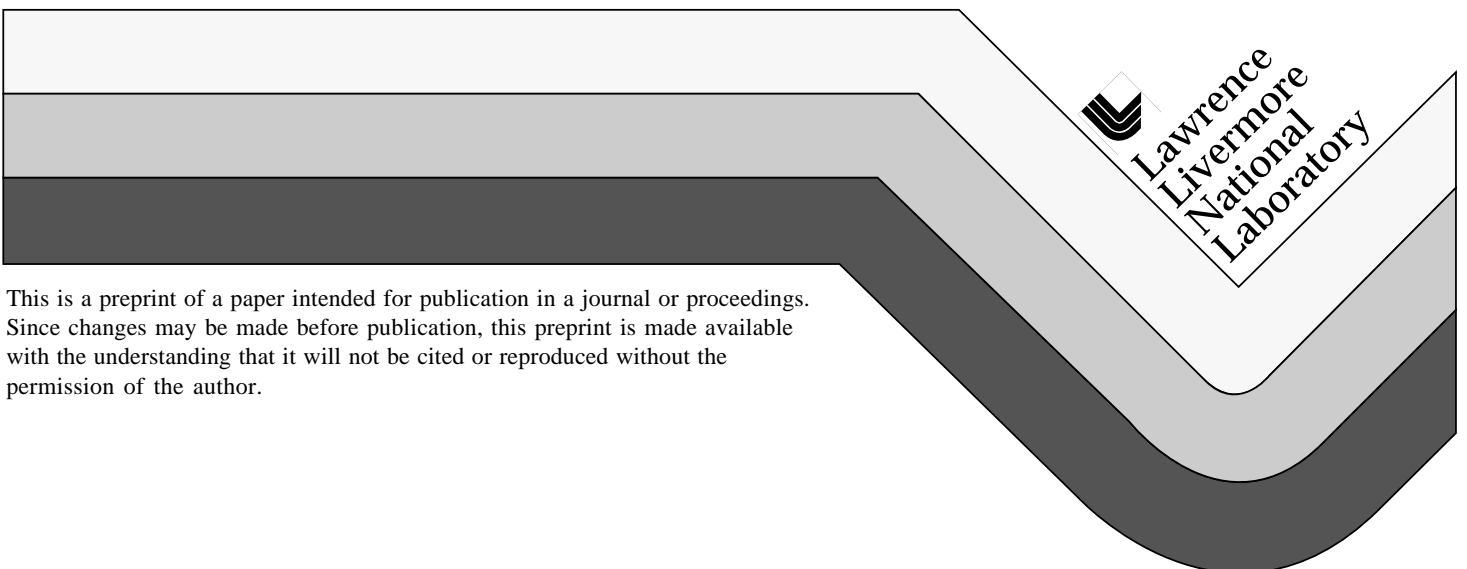 Lawrence
Livermore
National
Laboratory
This is a preprint of a paper intended for publication in a journal or proceedings.
Since changes may be made before publication, this preprint is made available
with the understanding that it will not be cited or reproduced without the
permission of the author.